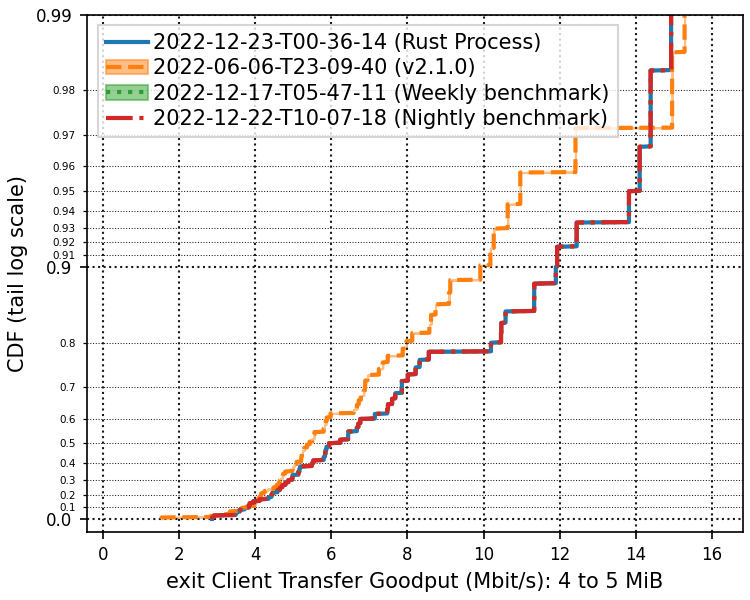 0.99
2022-12-23-T00-36-14 (Rust Process)
2022-06-06-T23-09-40 (v2.1.0)
2022-12-17-T05-47-11 (Weekly benchmark)
2022-12-22-T10-07-18 (Nightly benchmark)
0.98
0.97
0.96
0.95
0.94
0.93
0.92
0.91
0.9
0.8
0.7
0.6
0.5
0.4
0.3
0.2
0.1
0.0
CDF (tail log scale)
0 2 4 6 8 10 12 14 16
exit Client Transfer Goodput (Mbit/s): 4 to 5 MiB